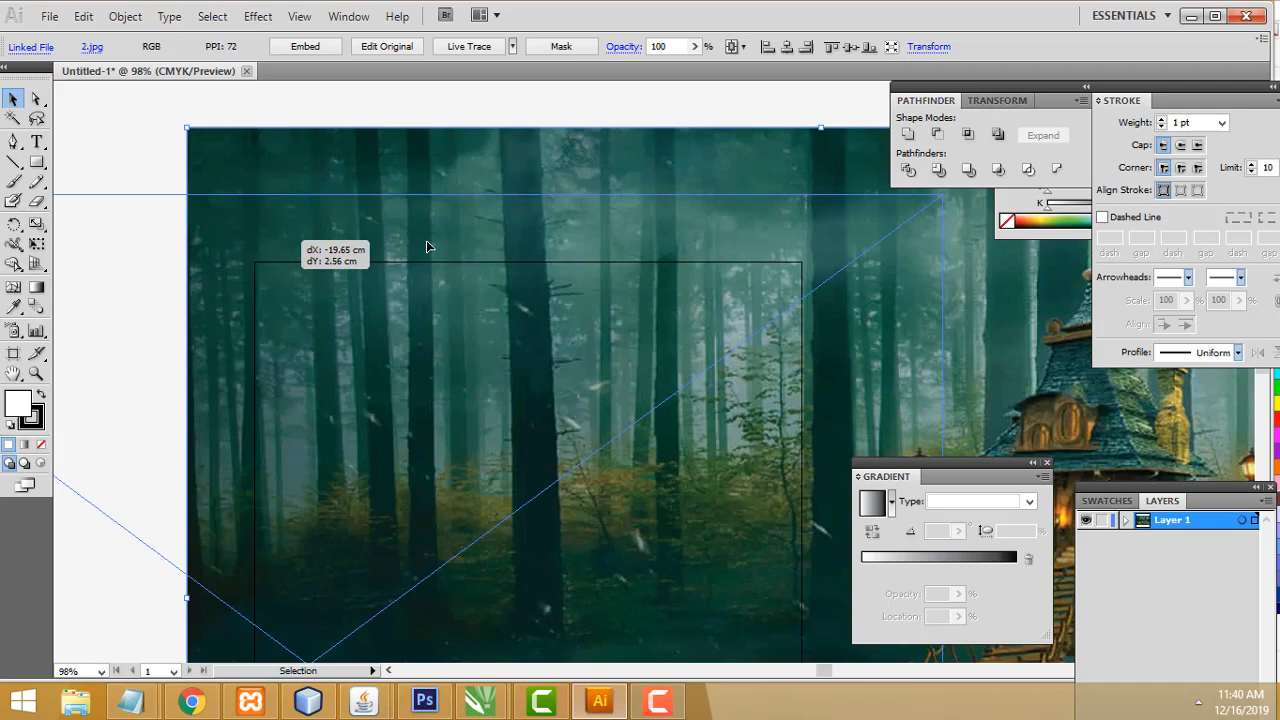 Ai File Edit Object Type Select Effect View Window Help Br ESSENTIALS
Linked File 2.jpg RGB PPI: 72 Embed Edit Original Live Trace Mask Opacity: 100 % Transform
Untitled-1* @ 98% (CMYK/Preview)
PATHFINDER TRANSFORM
Shape Modes:
Expand
Pathfinders:
STROKE
Weight: 1 pt
Cap:
Corner: Limit: 10
Align Stroke:
Dashed Line
dash gap dash gap dash gap
Arrowheads:
Scale: 100 % 100 %
Align:
Profile: Uniform
K
dX: -19.65 cm
dY: 2.56 cm
GRADIENT
Type:
°
%
Opacity: %
Location: %
SWATCHES LAYERS
Layer 1
98% 1 Selection
Ps C Ai C
11:40 AM
12/16/2019